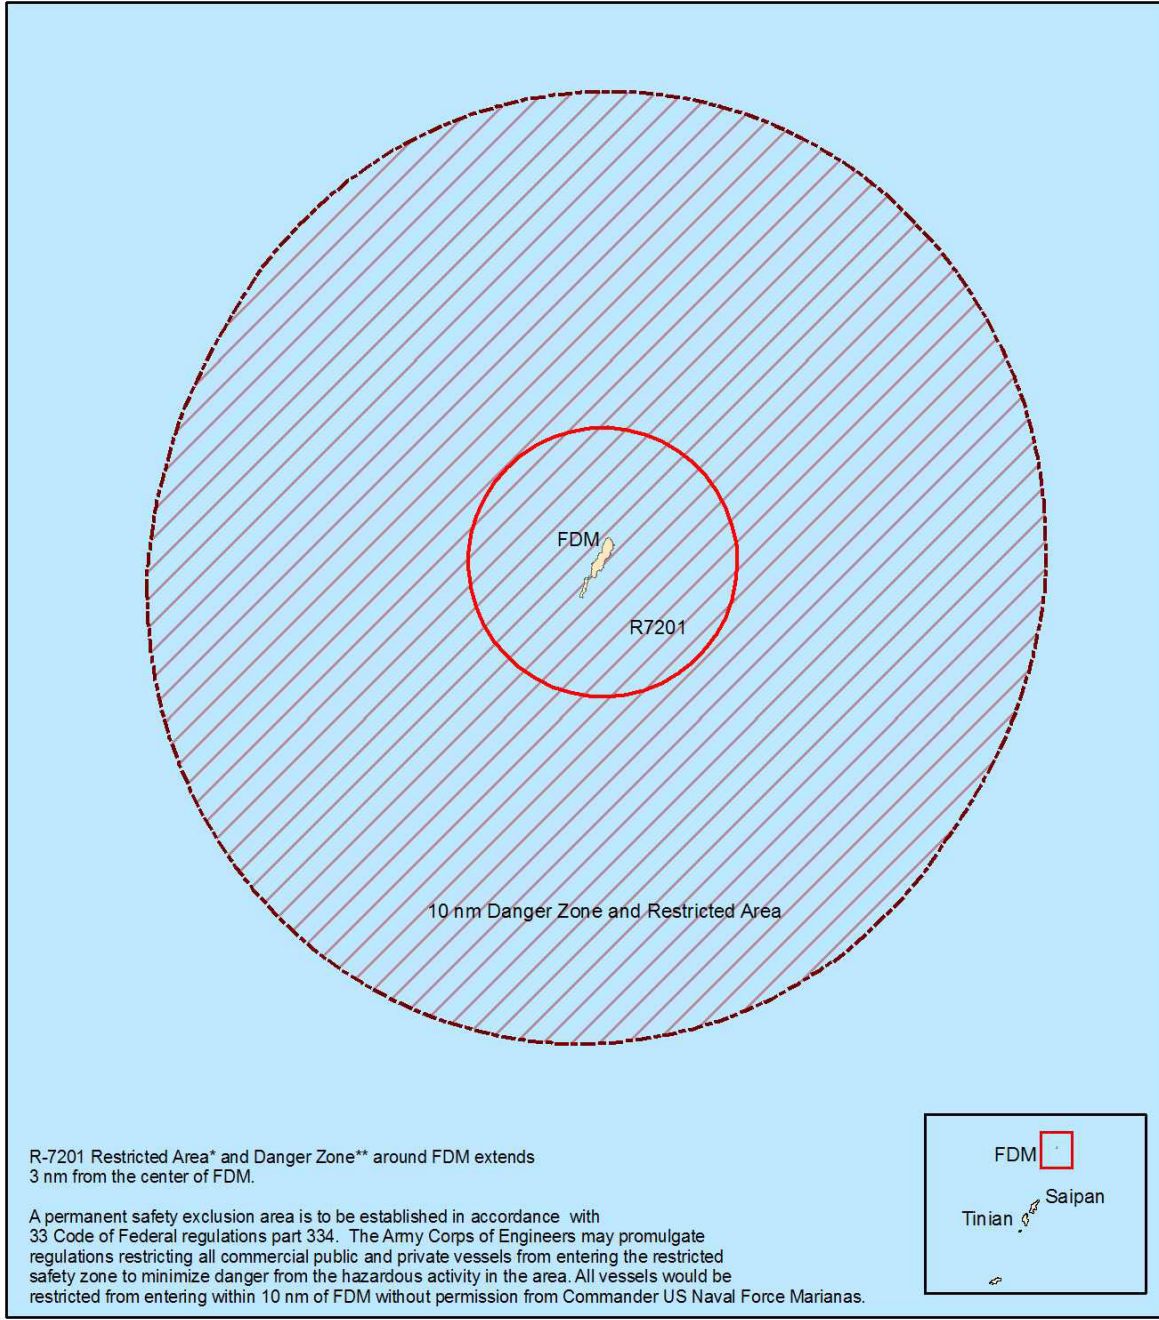 FDM
R7201
10 nm Danger Zone and Restricted Area
R-7201 Restricted Area* and Danger Zone** around FDM extends
3 nm from the center of FDM.
A permanent safety exclusion area is to be established in accordance with
33 Code of Federal regulations part 334. The Army Corps of Engineers may promulgate
regulations restricting all commercial public and private vessels from entering the restricted
safety zone to minimize danger from the hazardous activity in the area. All vessels would be
restricted from entering within 10 nm of FDM without permission from Commander US Naval Force Marianas.
FDM
Saipan
Tinian